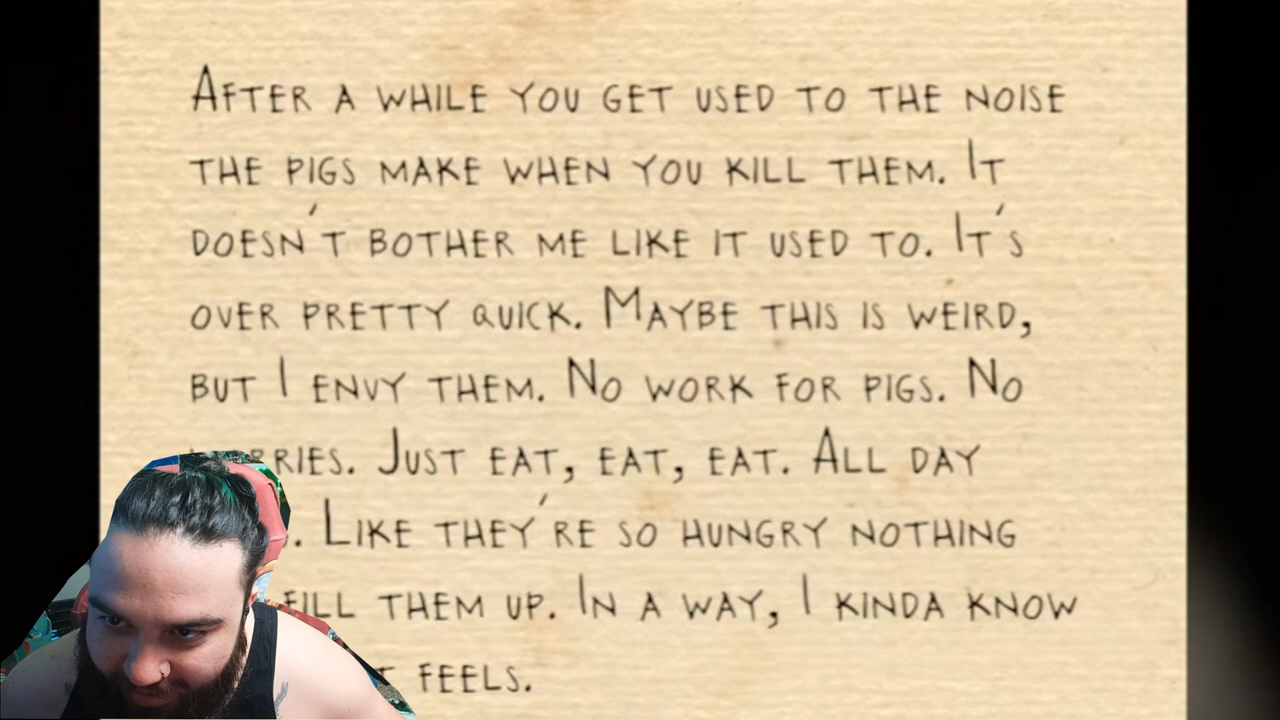 After a while you get used to the noise
the pigs make when you kill them. It
doesn't bother me like it used to. It's
over pretty quick. Maybe this is weird,
but I envy them. No work for pigs. No
worries. Just eat, eat, eat. All day
. Like they're so hungry nothing
fill them up. In a way, I kinda know
feels.